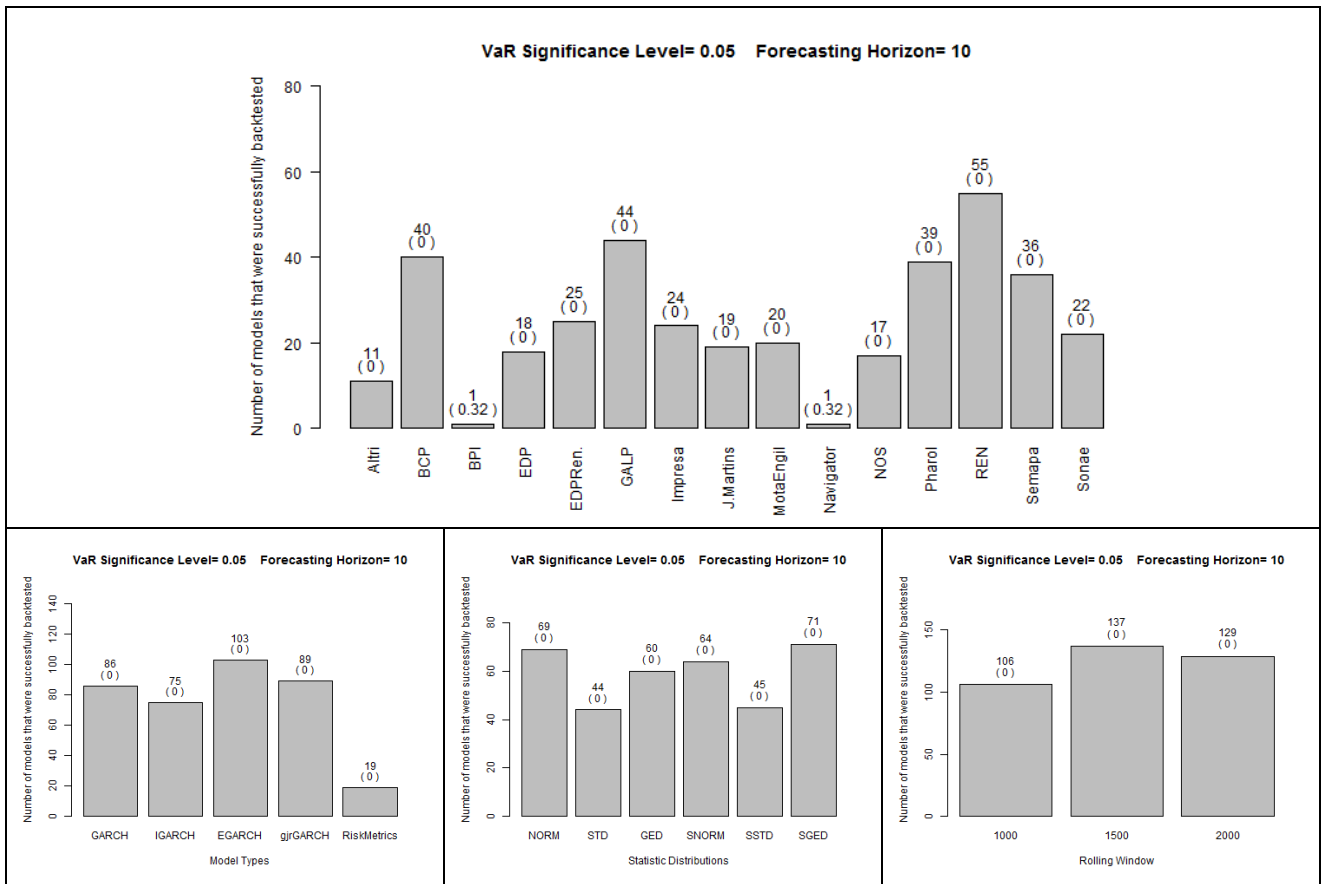 VaR Significance Level= 0.05 Forecasting Horizon= 10
Number of models that were successfully backtested
80
60
40
20
0
11
( 0 )
40
( 0 )
1
( 0.32 )
18
( 0 )
25
( 0 )
44
( 0 )
24
( 0 )
19
( 0 )
20
( 0 )
1
( 0.32 )
17
( 0 )
39
( 0 )
55
( 0 )
36
( 0 )
22
( 0 )
Altri
BCP
BPI
EDP
EDPRen.
GALP
Impresa
J.Martins
MotaEngil
Navigator
NOS
Pharol
REN
Semapa
Sonae
VaR Significance Level= 0.05 Forecasting Horizon= 10
Number of models that were successfully backtested
140
120
100
80
60
40
20
0
86
( 0 )
75
( 0 )
103
( 0 )
89
( 0 )
19
( 0 )
GARCH IGARCH EGARCH gjrGARCH RiskMetrics
Model Types
VaR Significance Level= 0.05 Forecasting Horizon= 10
Number of models that were successfully backtested
80
60
40
20
0
69
( 0 )
44
( 0 )
60
( 0 )
64
( 0 )
45
( 0 )
71
( 0 )
NORM STD GED SNORM SSTD SGED
Statistic Distributions
VaR Significance Level= 0.05 Forecasting Horizon= 10
Number of models that were successfully backtested
150
100
50
0
106
( 0 )
137
( 0 )
129
( 0 )
1000 1500 2000
Rolling Window